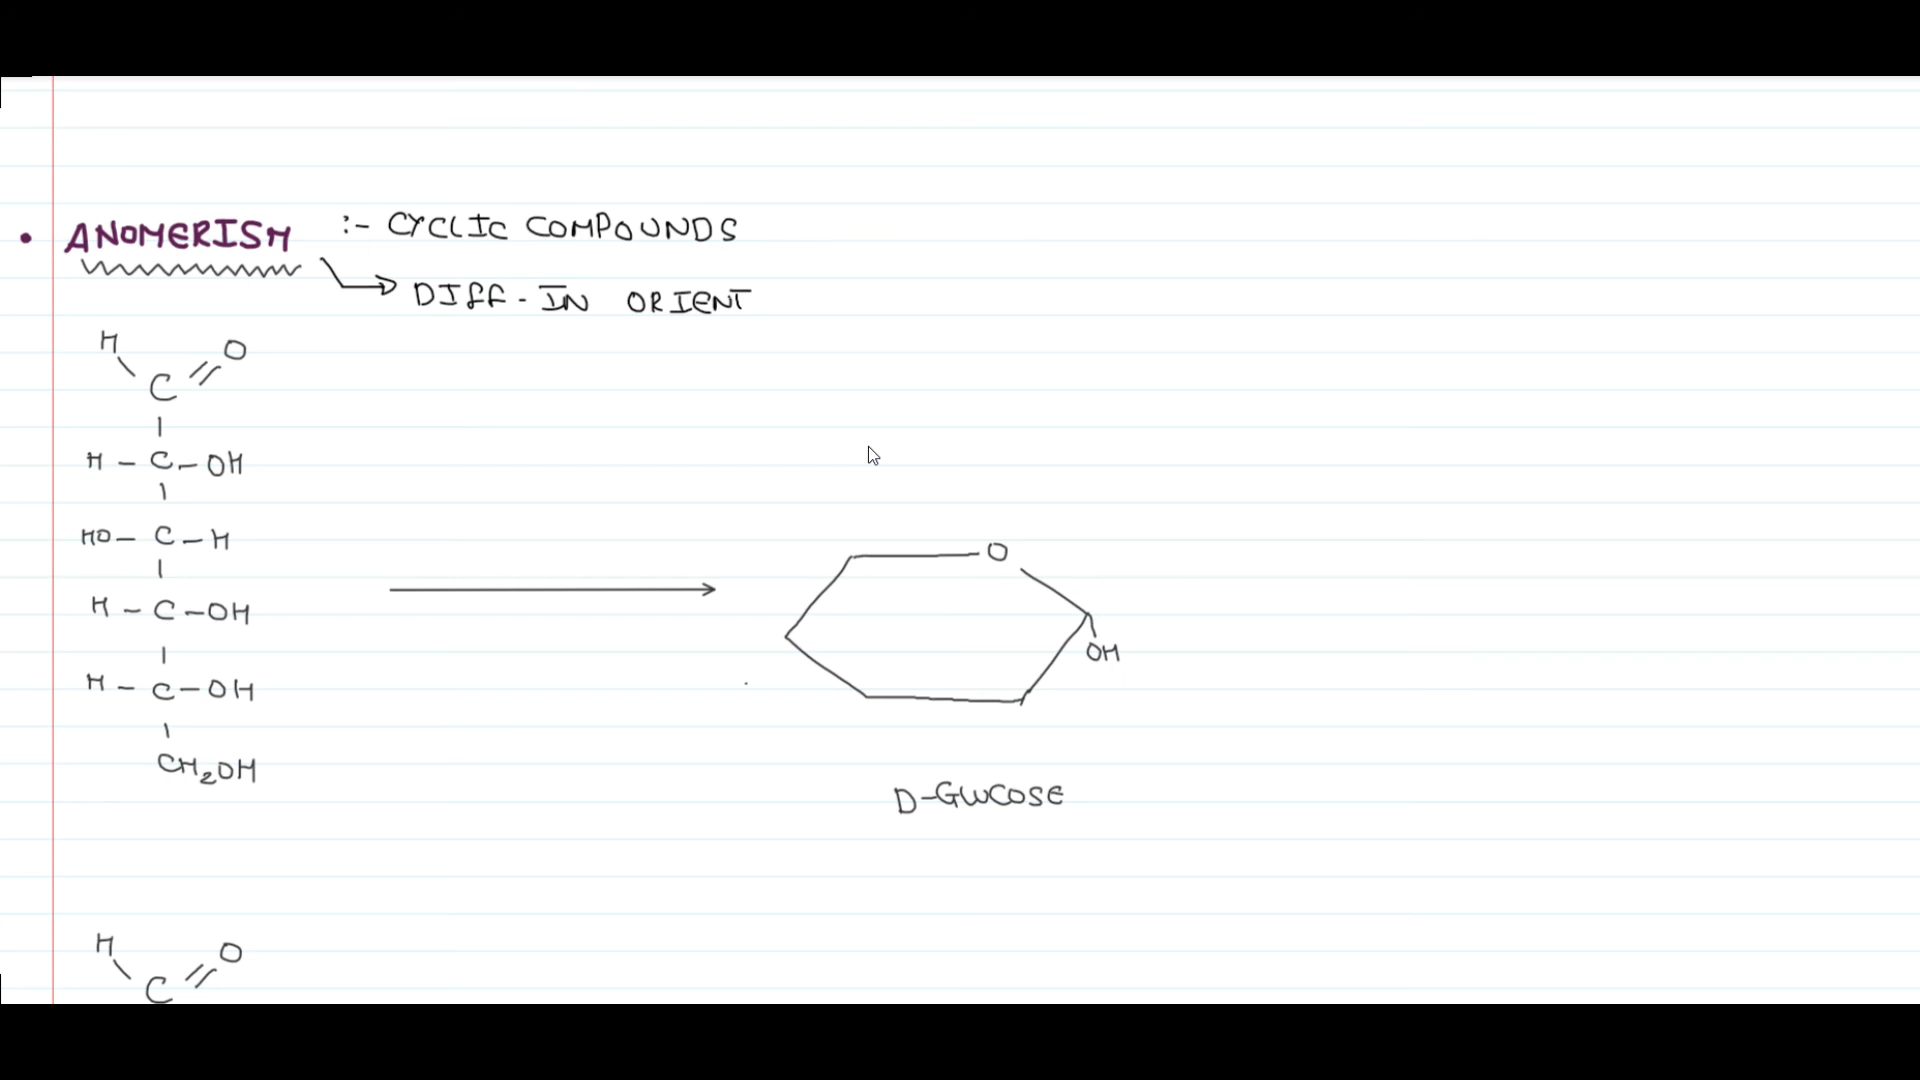 • ANOMERISM :- CYCLIC COMPOUNDS
DIFF - IN ORIENT
H O
C
H - C - OH
HO - C - H
H - C - OH
H - C - OH
CH₂OH
O
OH
D-GLUCOSE
H O
C